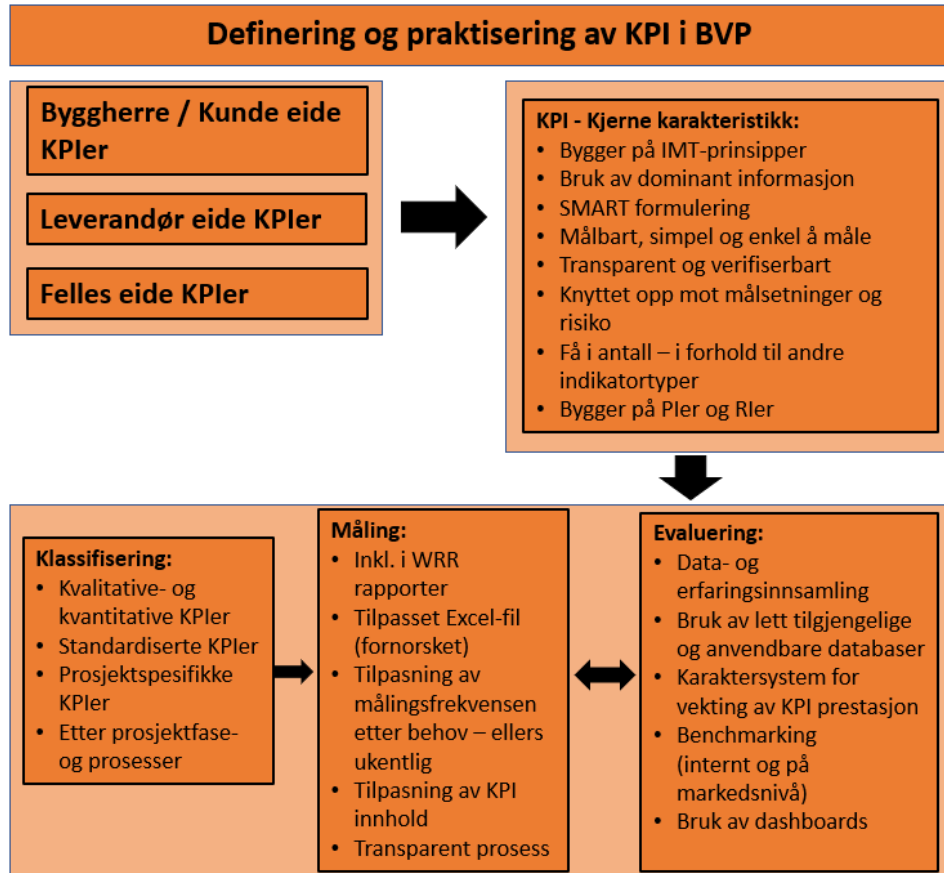 Definering og praktisering av KPI i BVP
Byggherre / Kunde eide
KPIer
Leverandør eide KPIer
Felles eide KPIer
KPI - Kjerne karakteristikk:
• Bygger på IMT-prinsipper
• Bruk av dominant informasjon
• SMART formulering
• Målbart, simpel og enkel å måle
• Transparent og verifiserbart
• Knyttet opp mot målsetninger og
risiko
• Få i antall – i forhold til andre
indikatortyper
• Bygger på PIer og RIer
Klassifisering:
• Kvalitative- og
kvantitative KPIer
• Standardiserte KPIer
• Prosjektspesifikke
KPIer
• Etter prosjektfase-
og prosesser
Måling:
• Inkl. i WRR
rapporter
• Tilpasset Excel-fil
(fornorsket)
• Tilpasning av
målingsfrekvensen
etter behov – ellers
ukentlig
• Tilpasning av KPI
innhold
• Transparent prosess
Evaluering:
• Data- og
erfaringsinnsamling
• Bruk av lett tilgjengelige
og anvendbare databaser
• Karaktersystem for
vekting av KPI prestasjon
• Benchmarking
(internt og på
markedsnivå)
• Bruk av dashboards